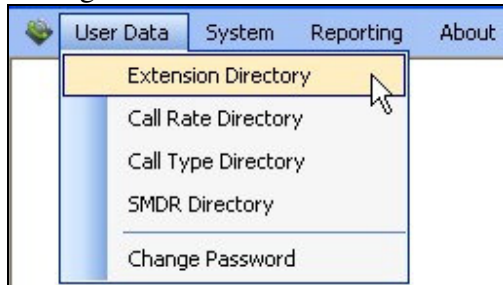 User Data System Reporting About
Extension Directory
Call Rate Directory
Call Type Directory
SMDR Directory
Change Password